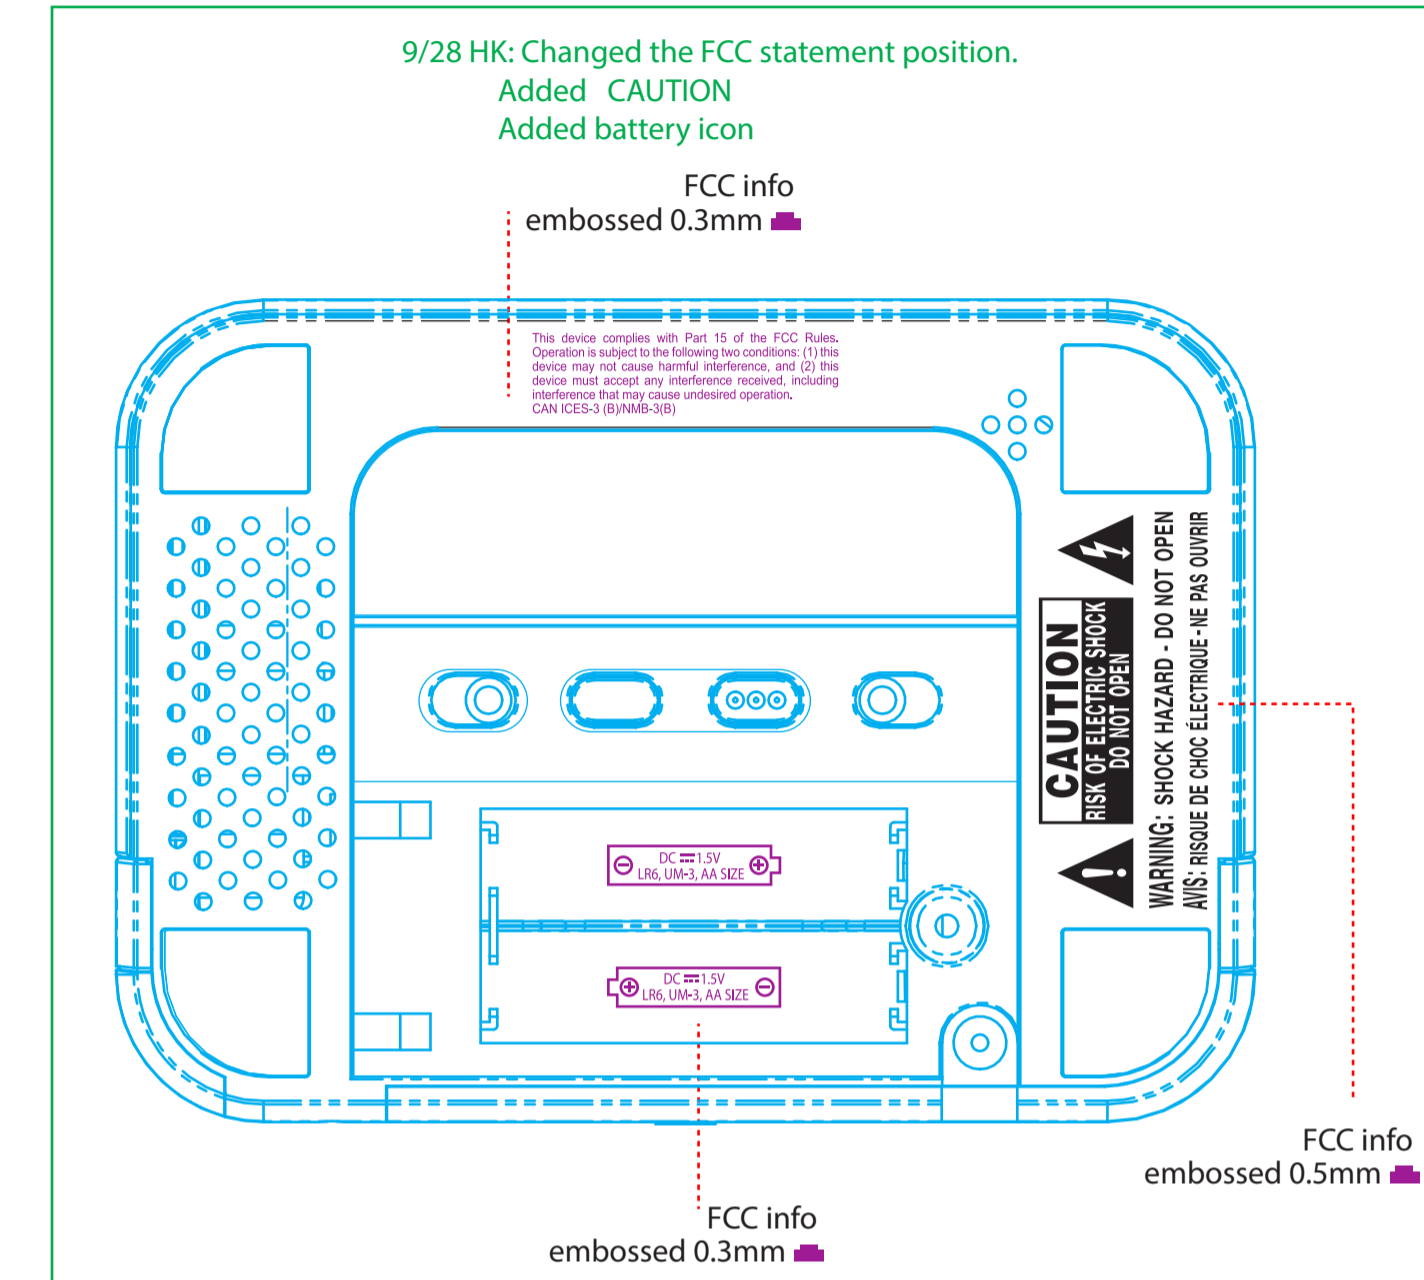 9/28 HK: Changed the FCC statement position.
Added CAUTION
Added battery icon
FCC info
embossed 0.3mm
This device complies with Part 15 of the FCC Rules.
Operation is subject to the following two conditions: (1) this
device may not cause harmful interference, and (2) this
device must accept any interference received, including
interference that may cause undesired operation.
CAN ICES-3 (B)/NMB-3(B)
CAUTION
RISK OF ELECTRIC SHOCK
DO NOT OPEN
WARNING: SHOCK HAZARD - DO NOT OPEN
AVIS: RISQUE DE CHOC ÉLECTRIQUE-NE PAS OUVRIR
DC 1.5V
LR6, UM-3, AA SIZE
DC 1.5V
LR6, UM-3, AA SIZE
FCC info
embossed 0.5mm
FCC info
embossed 0.3mm